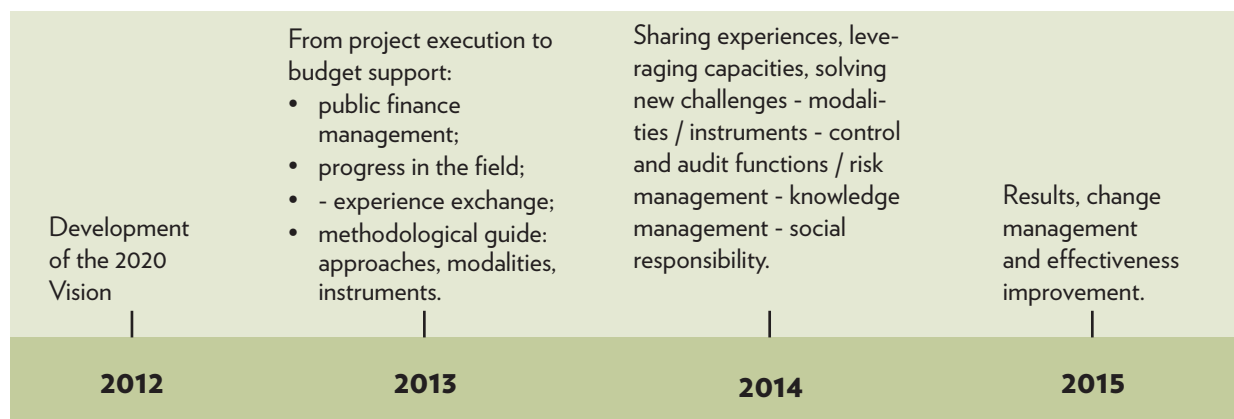 Development
of the 2020
Vision
From project execution to
budget support:
• public finance
management;
• progress in the field;
• - experience exchange;
• methodological guide:
approaches, modalities,
instruments.
Sharing experiences, leve-
raging capacities, solving
new challenges - modali-
ties / instruments - control
and audit functions / risk
management - knowledge
management - social
responsibility.
Results, change
management
and effectiveness
improvement.
2012
2013
2014
2015